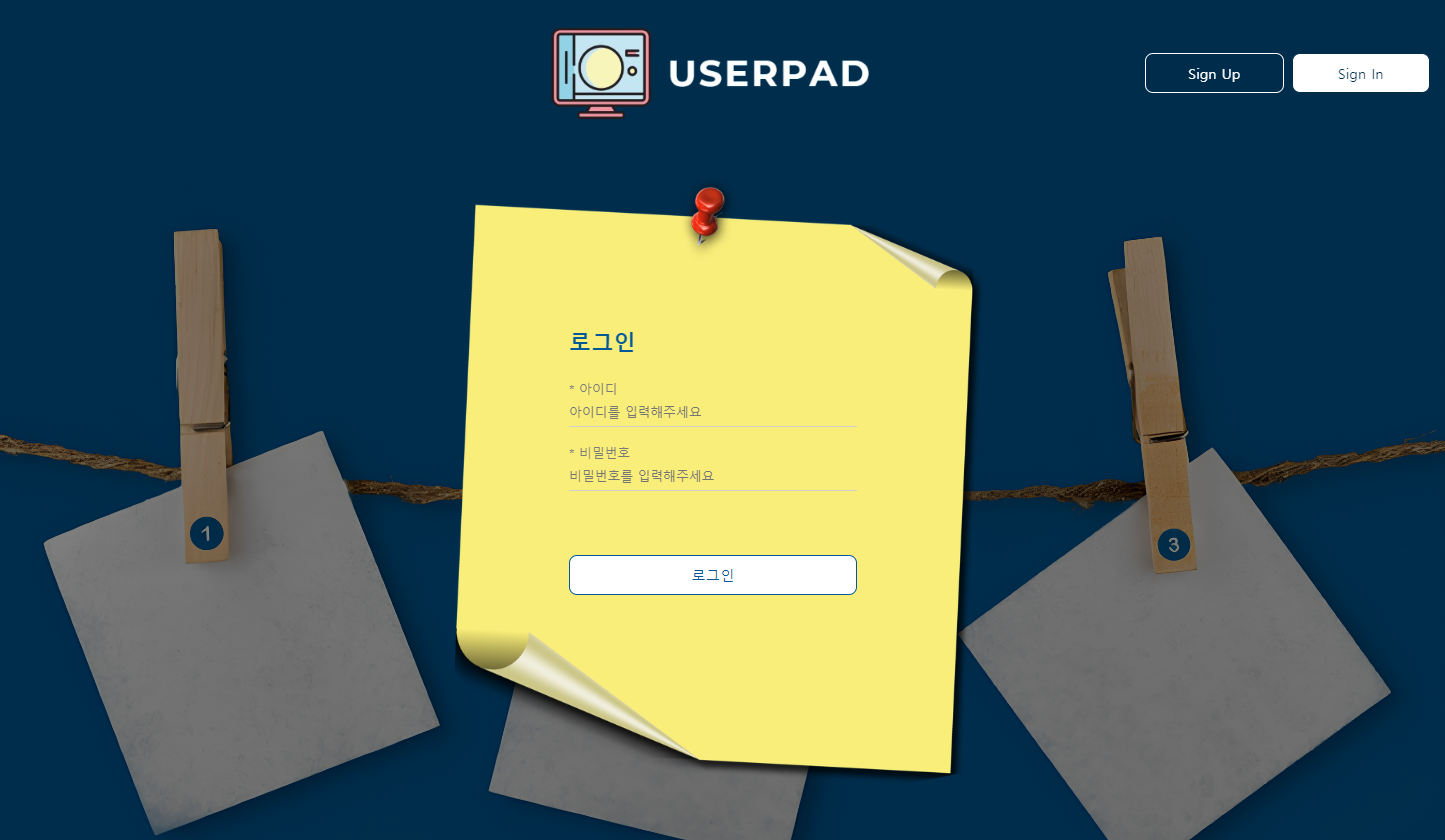 USERPAD
Sign Up
Sign In
로그인
* 아이디
아이디를 입력해주세요
* 비밀번호
비밀번호를 입력해주세요
로그인
1
3